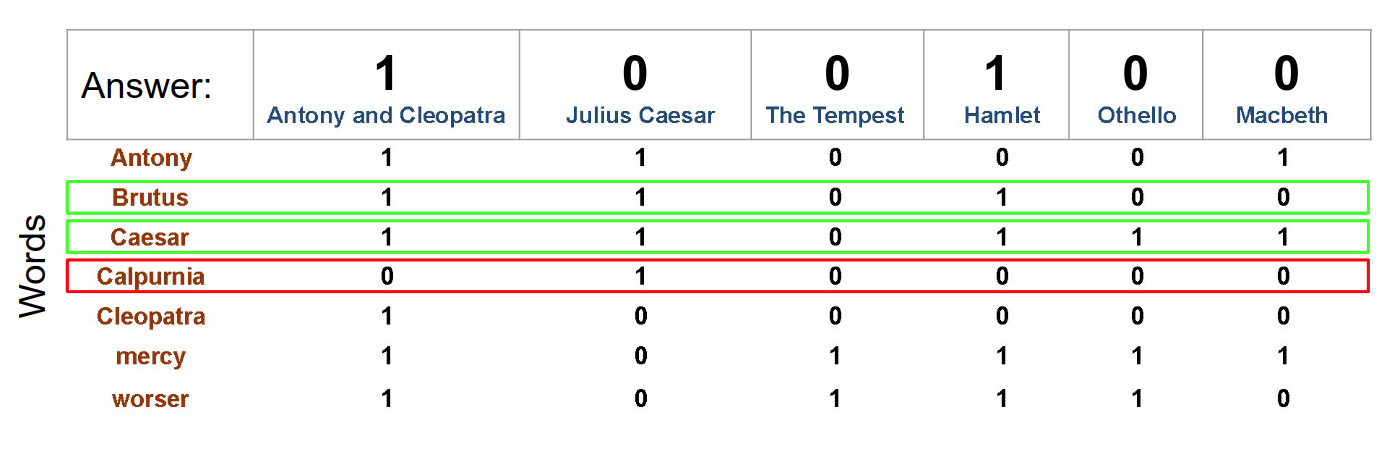 Answer: 1 0 0 1 0 0
Antony and Cleopatra Julius Caesar The Tempest Hamlet Othello Macbeth
Antony 1 1 0 0 0 1
Brutus 1 1 0 1 0 0
Caesar 1 1 0 1 1 1
Calpurnia 0 1 0 0 0 0
Cleopatra 1 0 0 0 0 0
mercy 1 0 1 1 1 1
worser 1 0 1 1 1 0
Words